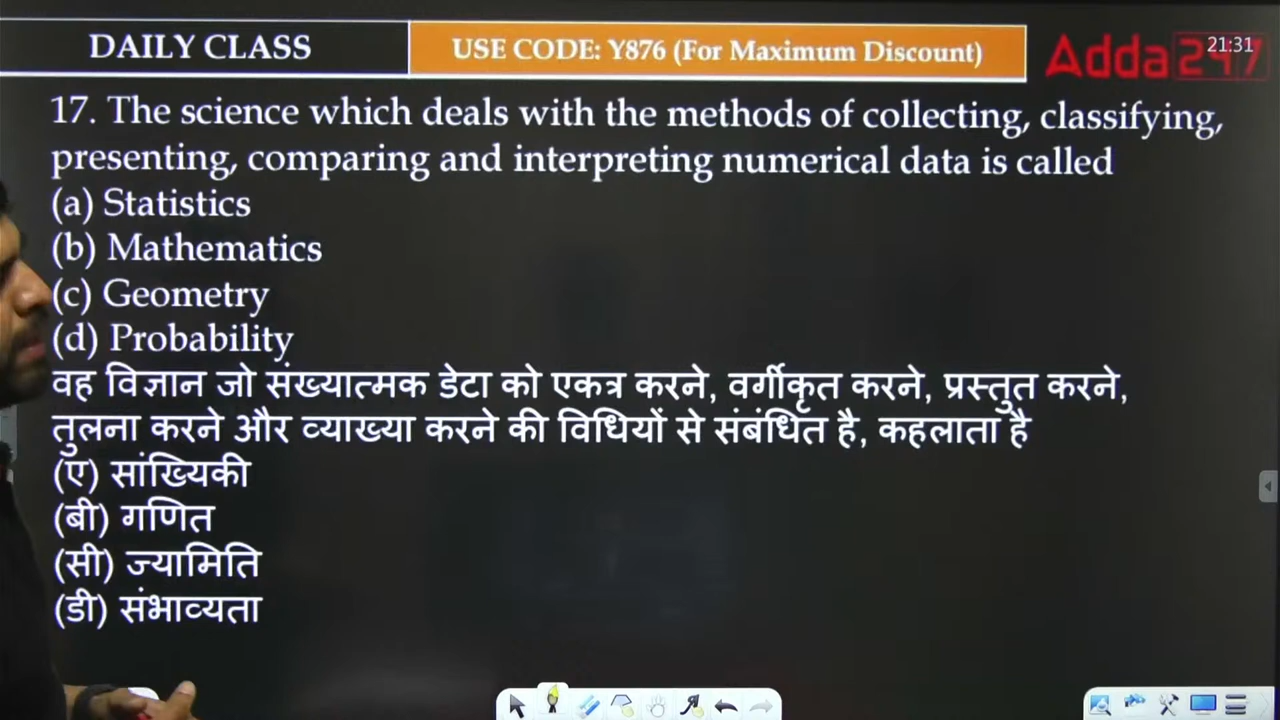 DAILY CLASS
USE CODE: Y876 (For Maximum Discount)
Adda247
21:31
17. The science which deals with the methods of collecting, classifying,
presenting, comparing and interpreting numerical data is called
(a) Statistics
(b) Mathematics
(c) Geometry
(d) Probability
वह विज्ञान जो संख्यात्मक डेटा को एकत्र करने, वर्गीकृत करने, प्रस्तुत करने,
तुलना करने और व्याख्या करने की विधियों से संबंधित है, कहलाता है
(ए) सांख्यिकी
(बी) गणित
(सी) ज्यामिति
(डी) संभाव्यता